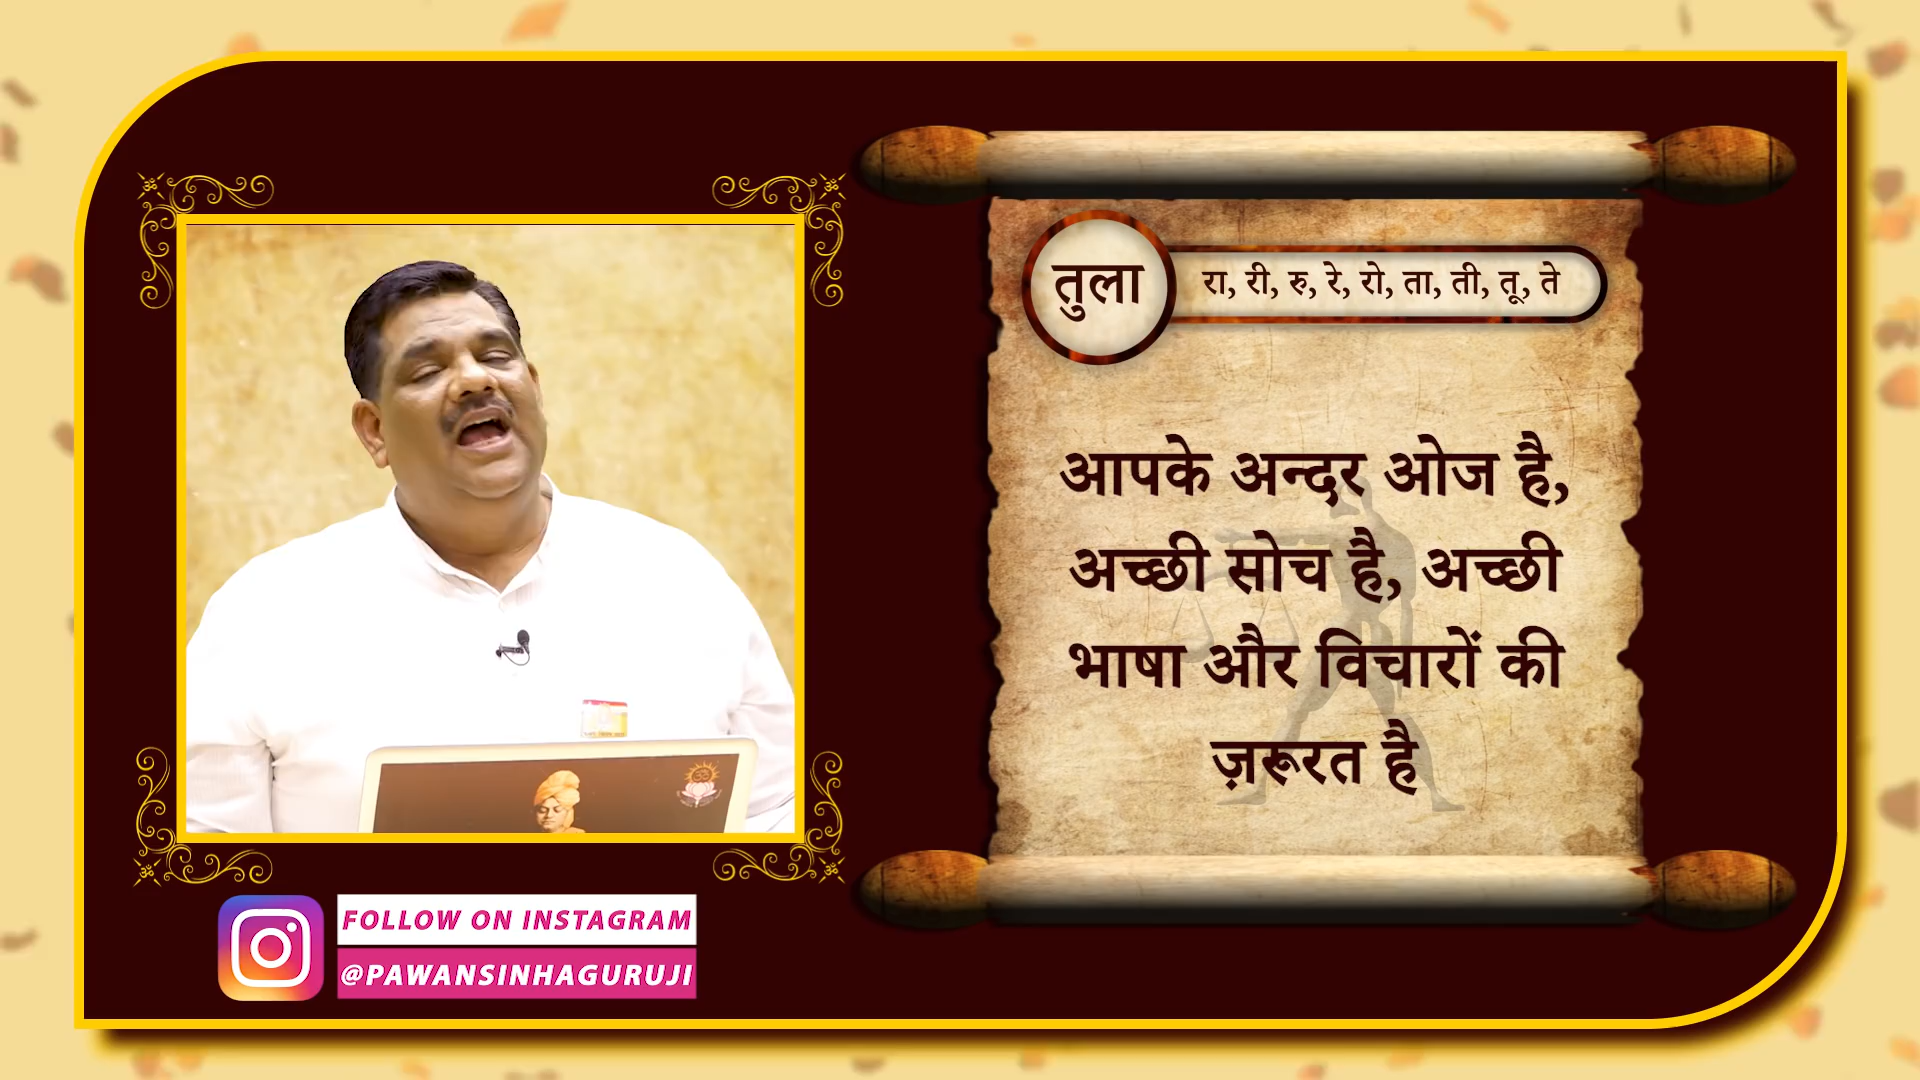 तुला
रा, री, रु, रे, रो, ता, ती, तू, ते
आपके अन्दर ओज है,
अच्छी सोच है, अच्छी
भाषा और विचारों की
ज़रूरत है
FOLLOW ON INSTAGRAM
@PAWANSINHAGURUJI